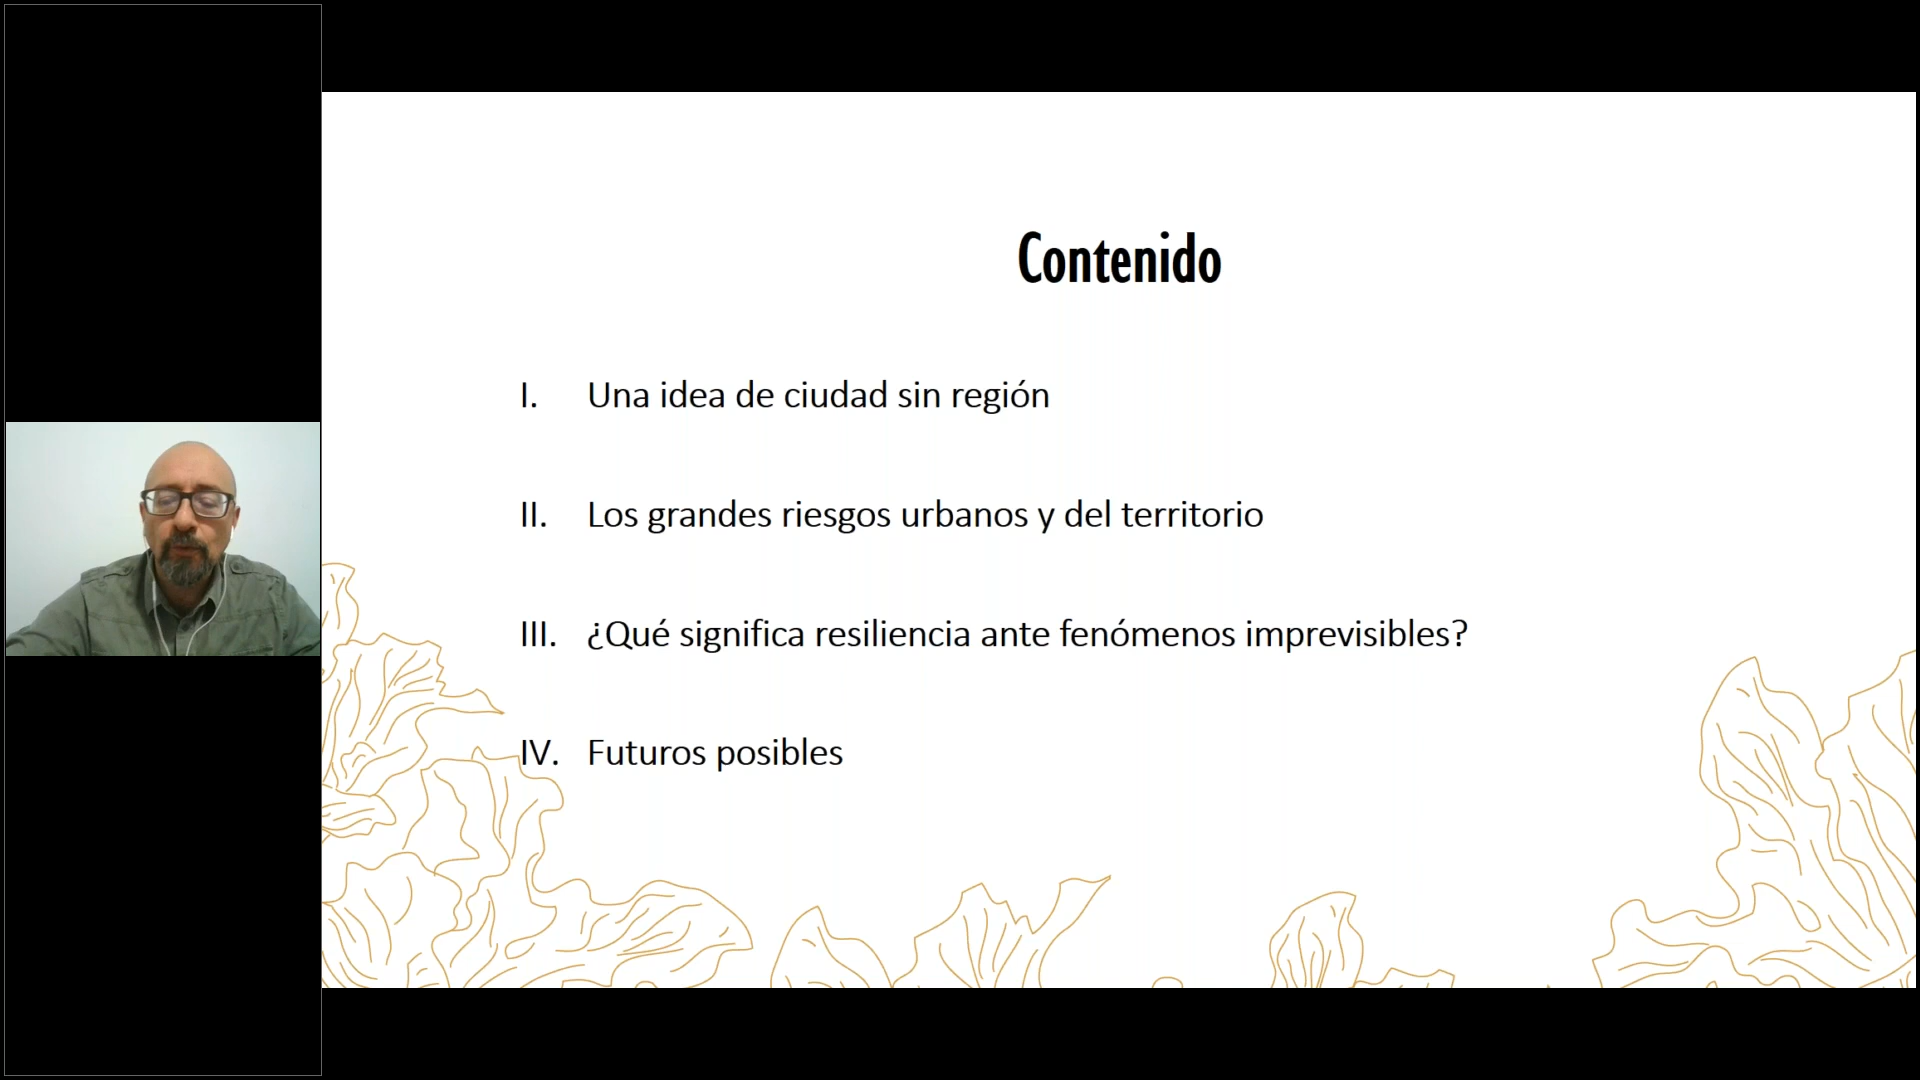 Contenido
I. Una idea de ciudad sin región
II. Los grandes riesgos urbanos y del territorio
III. ¿Qué significa resiliencia ante fenómenos imprevisibles?
IV. Futuros posibles